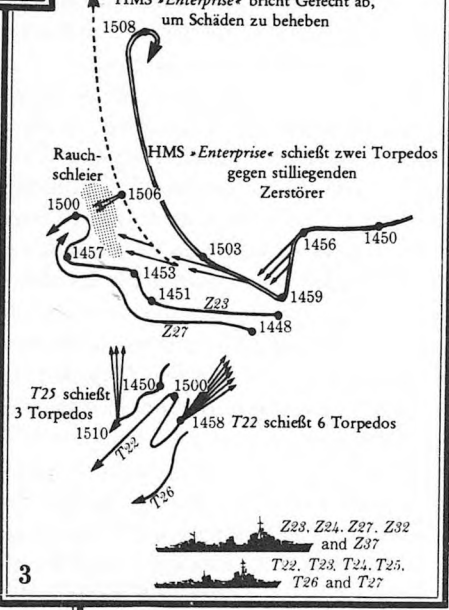 HMS »Enterprise« bricht Gefecht ab,
um Schäden zu beheben
1508
Rauch-
schleier
HMS »Enterprise« schießt zwei Torpedos
gegen stilliegenden
Zerstörer
1506
1500
1456
1450
1503
1457
1453
1451
Z23
1459
Z27
1448
T25 schießt
3 Torpedos
1450
1500
1510
1458
T22 schießt 6 Torpedos
T22
T26
Z23, Z24, Z27, Z32
and Z37
T22, T23, T24, T25,
T26 and T27
3